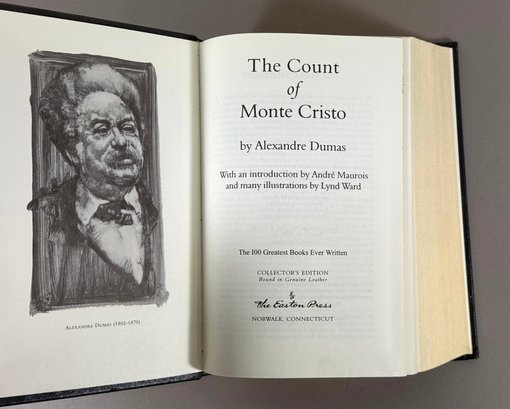 ALEXANDRE DUMAS (1802-1870)
The Count
of
Monte Cristo
by Alexandre Dumas
With an introduction by André Maurois
and many illustrations by Lynd Ward
The 100 Greatest Books Ever Written
COLLECTOR'S EDITION
Bound in Genuine Leather
The Easton Press
NORWALK, CONNECTICUT